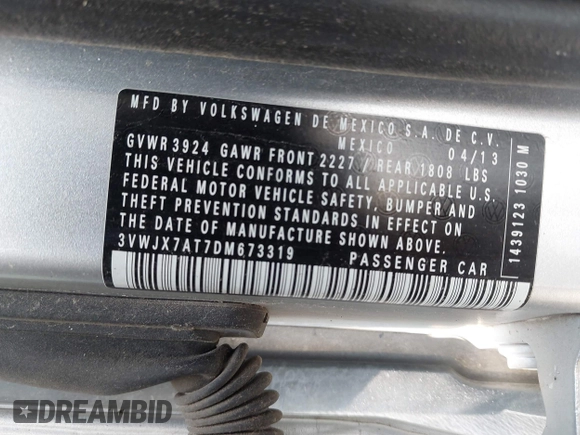 MFD BY VOLKSWAGEN DE MEXICO S.A. DE C.V.
MEXICO 04/13
GVWR 3924 GAWR FRONT 2227 / REAR 1808 LBS
THIS VEHICLE CONFORMS TO ALL APPLICABLE U.S.
FEDERAL MOTOR VEHICLE SAFETY, BUMPER AND
THEFT PREVENTION STANDARDS IN EFFECT ON
THE DATE OF MANUFACTURE SHOWN ABOVE.
3VWJX7AT7DM673319 PASSENGER CAR
1439123 1030 M
DREAMBID